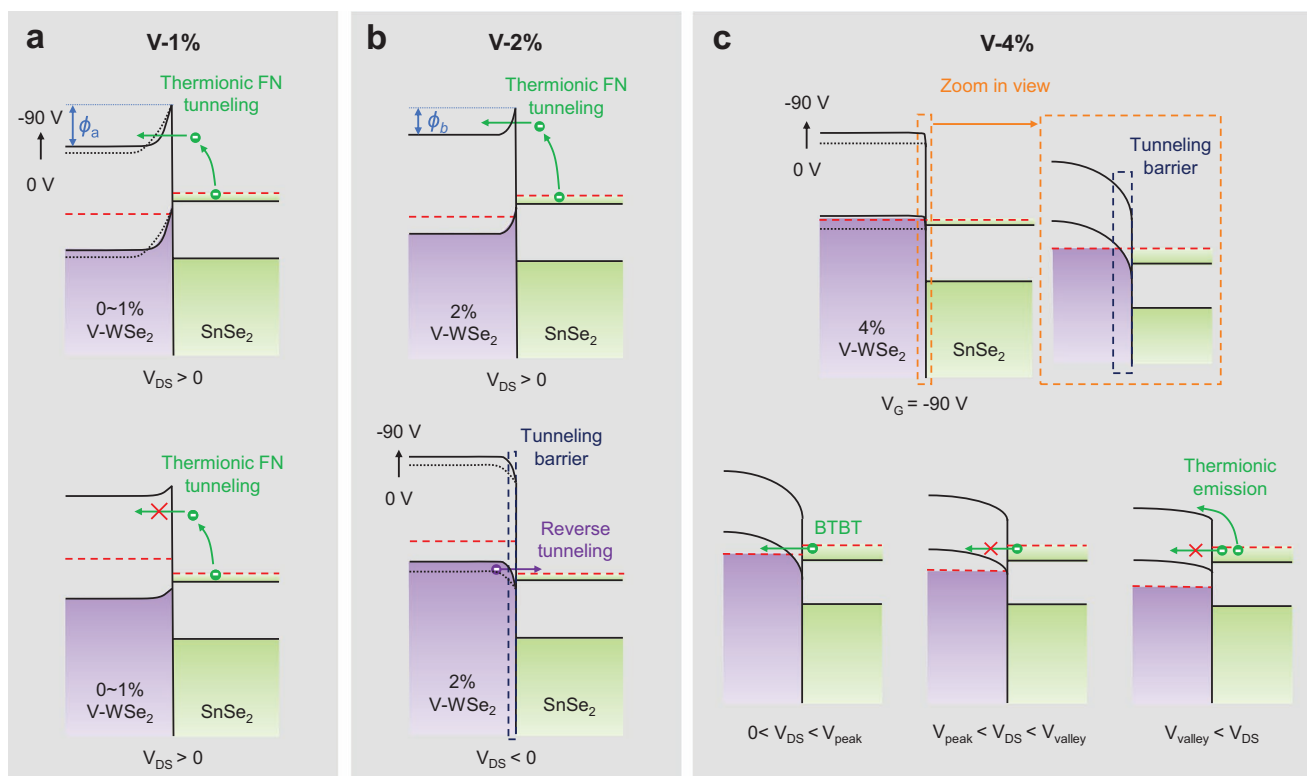 a
V-1%
Thermionic FN
tunneling
-90 V
ϕa
0 V
0~1%
V-WSe2
SnSe2
VDS > 0
Thermionic FN
tunneling
0~1%
V-WSe2
SnSe2
VDS > 0
b
V-2%
Thermionic FN
tunneling
ϕb
2%
V-WSe2
SnSe2
VDS > 0
-90 V
Tunneling
barrier
0 V
Reverse
tunneling
2%
V-WSe2
SnSe2
VDS < 0
c
V-4%
Zoom in view
-90 V
0 V
Tunneling
barrier
4%
V-WSe2
SnSe2
VG = -90 V
BTBT
Thermionic
emission
0< VDS < Vpeak
Vpeak < VDS < Vvalley
Vvalley < VDS